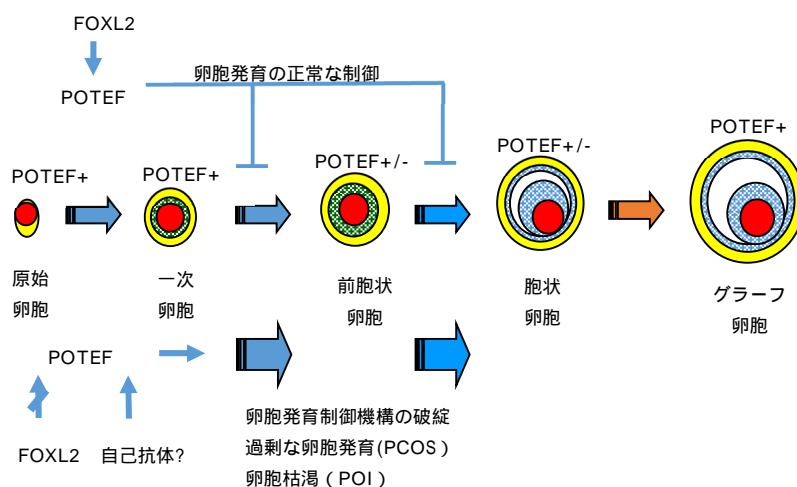 FOXL2
POTEF
卵胞発育の正常な制御
POTEF+
POTEF+
POTEF+/-
POTEF+/-
POTEF+
原始
卵胞
一次
卵胞
前胞状
卵胞
胞状
卵胞
グラーフ
卵胞
POTEF
FOXL2
自己抗体?
卵胞発育制御機構の破綻
過剰な卵胞発育(PCOS)
卵胞枯渇(POI)